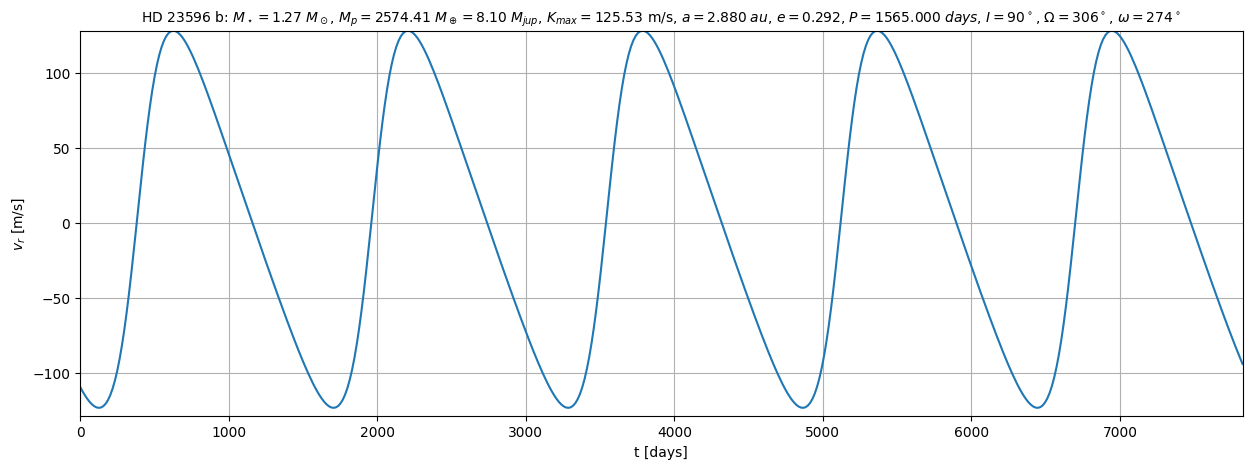 HD 23596 b: M⋆ = 1.27 M⊙, Mp = 2574.41 M⊕ = 8.10 Mjup, Kmax = 125.53 m/s, a = 2.880 au, e = 0.292, P = 1565.000 days, I = 90°, Ω = 306°, ω = 274°
100
50
0
−50
−100
vr [m/s]
0 1000 2000 3000 4000 5000 6000 7000
t [days]